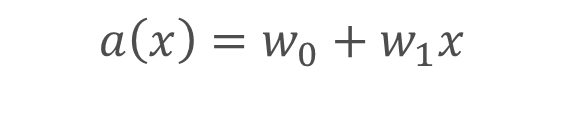 a(x) = w₀ + w₁x